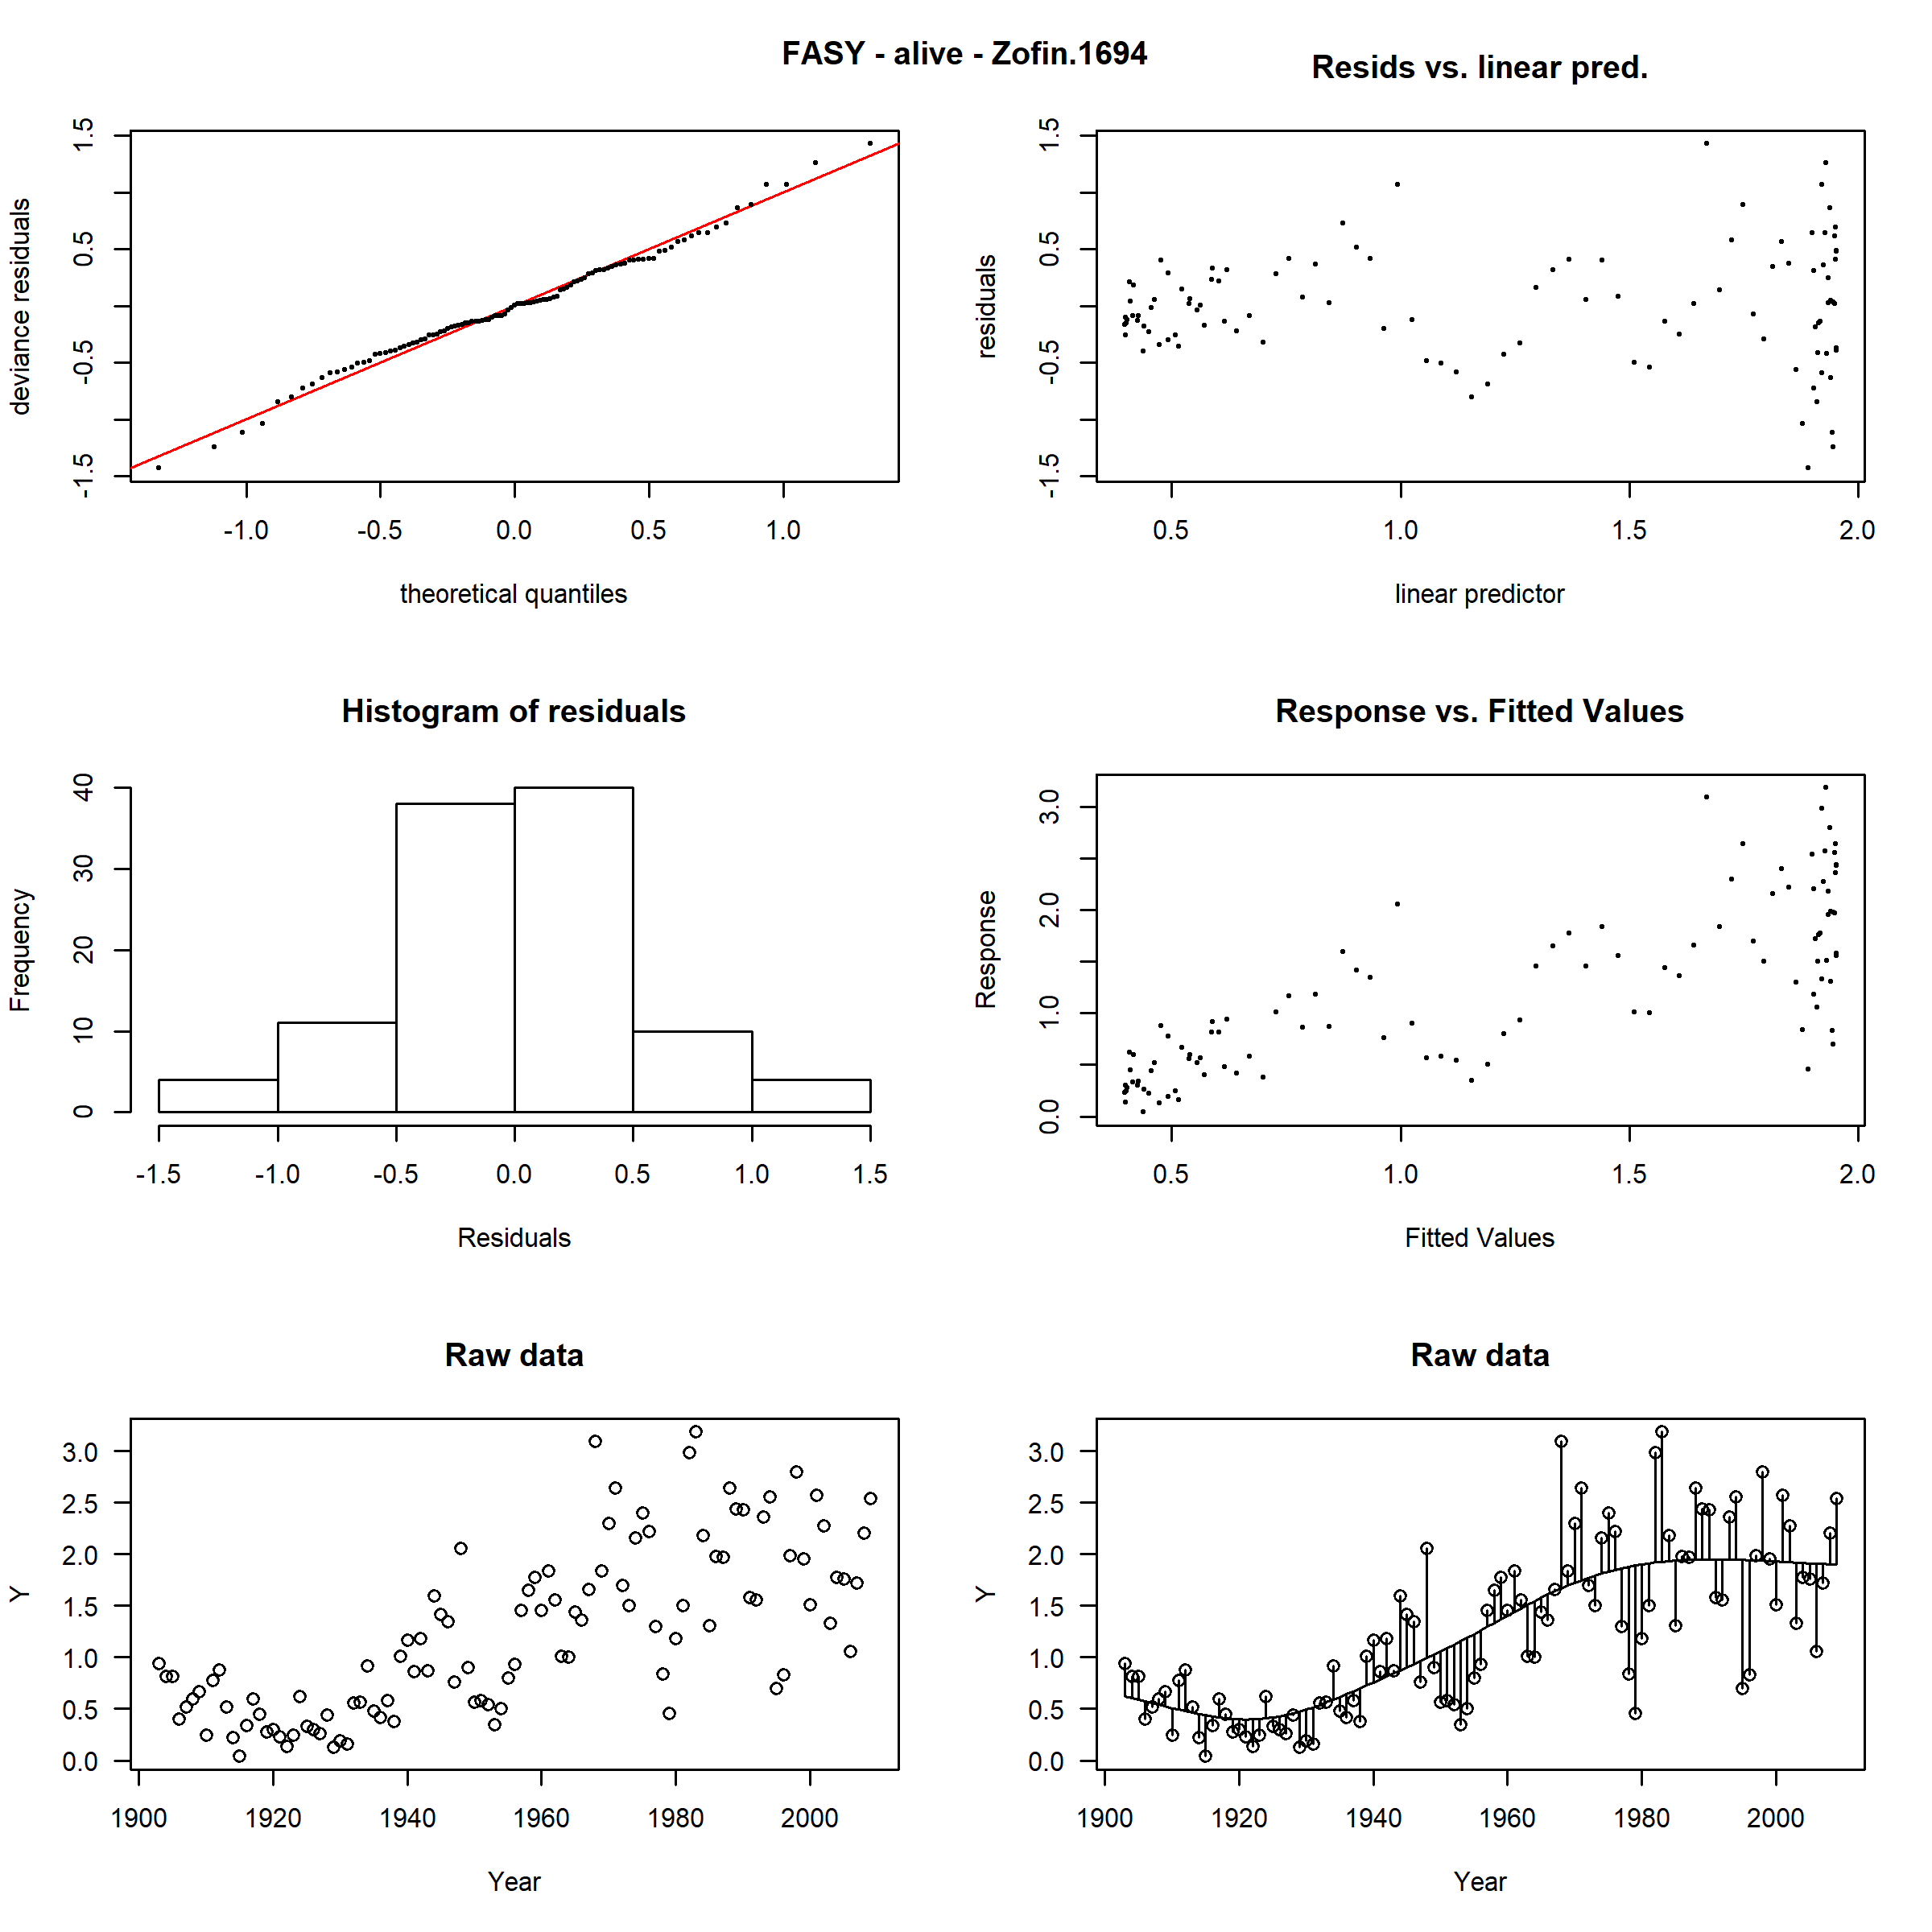 FASY - alive - Zofin.1694
Resids vs. linear pred.
deviance residuals
-1.5 -0.5 0.5 1.5
-1.0 -0.5 0.0 0.5 1.0
theoretical quantiles
residuals
-1.5 -0.5 0.5 1.5
0.5 1.0 1.5 2.0
linear predictor
Histogram of residuals
Frequency
0 10 20 30 40
-1.5 -1.0 -0.5 0.0 0.5 1.0 1.5
Residuals
Response vs. Fitted Values
Response
0.0 1.0 2.0 3.0
0.5 1.0 1.5 2.0
Fitted Values
Raw data
Y
3.0
2.5
2.0
1.5
1.0
0.5
0.0
1900 1920 1940 1960 1980 2000
Year
Raw data
Y
3.0
2.5
2.0
1.5
1.0
0.5
0.0
1900 1920 1940 1960 1980 2000
Year